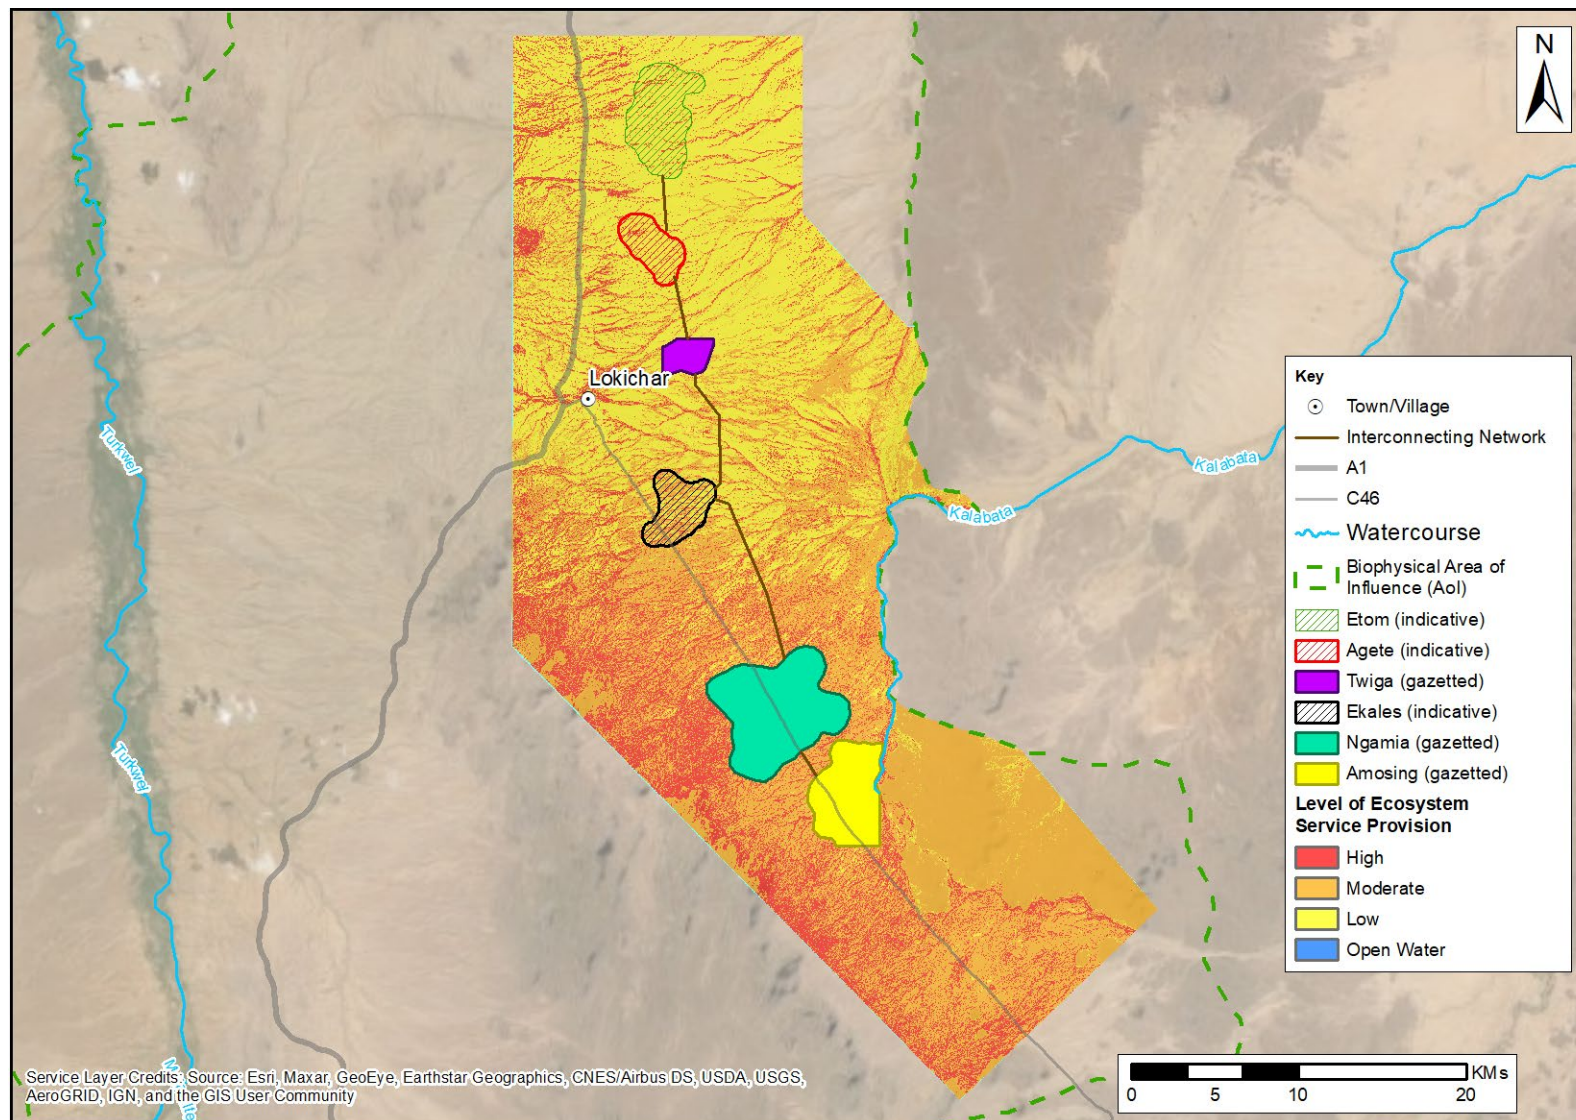 N
Lokichar
Turkwel
Kalabata
Kalabata
Turkwel
Key
Town/Village
Interconnecting Network
A1
C46
Watercourse
Biophysical Area of
Influence (AoI)
Etom (indicative)
Agete (indicative)
Twiga (gazetted)
Ekales (indicative)
Ngamia (gazetted)
Amosing (gazetted)
Level of Ecosystem
Service Provision
High
Moderate
Low
Open Water
Service Layer Credits: Source: Esri, Maxar, GeoEye, Earthstar Geographics, CNES/Airbus DS, USDA, USGS,
AeroGRID, IGN, and the GIS User Community
KMs
0 5 10 20